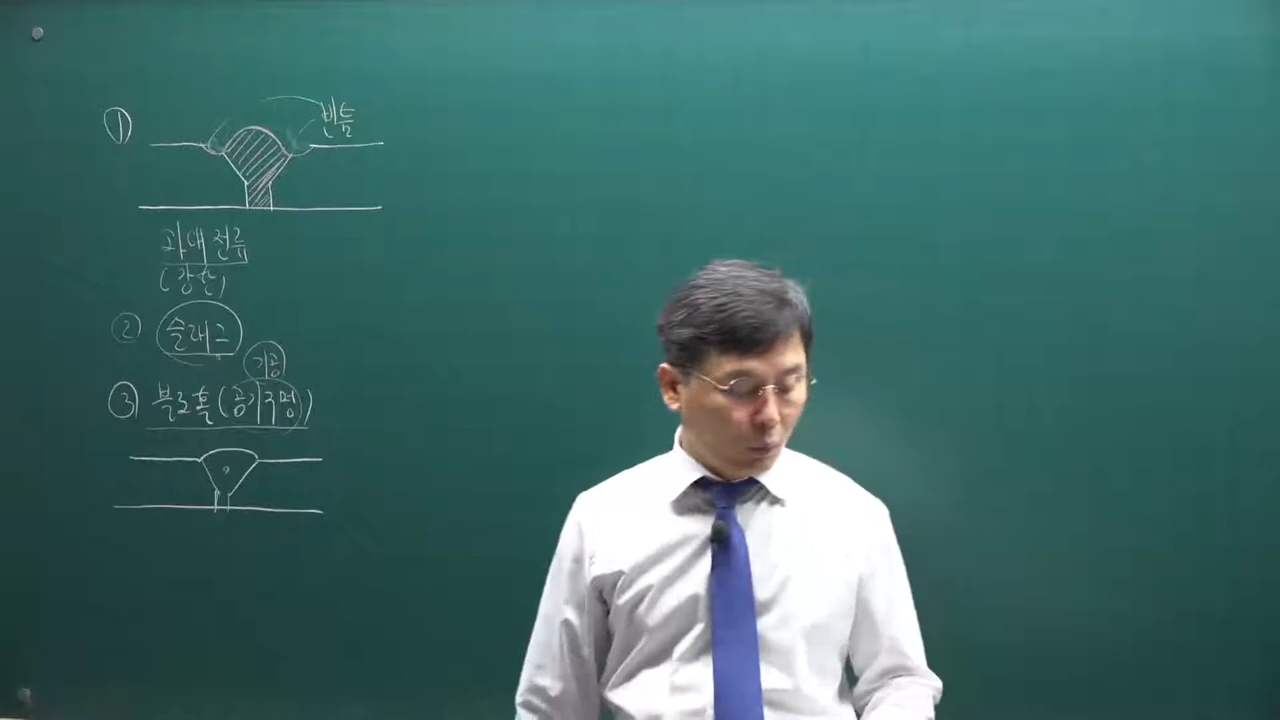 ① 빈틈
과대전류
(강한)
② 슬래그
기공
③ 블로홀(공기구멍)